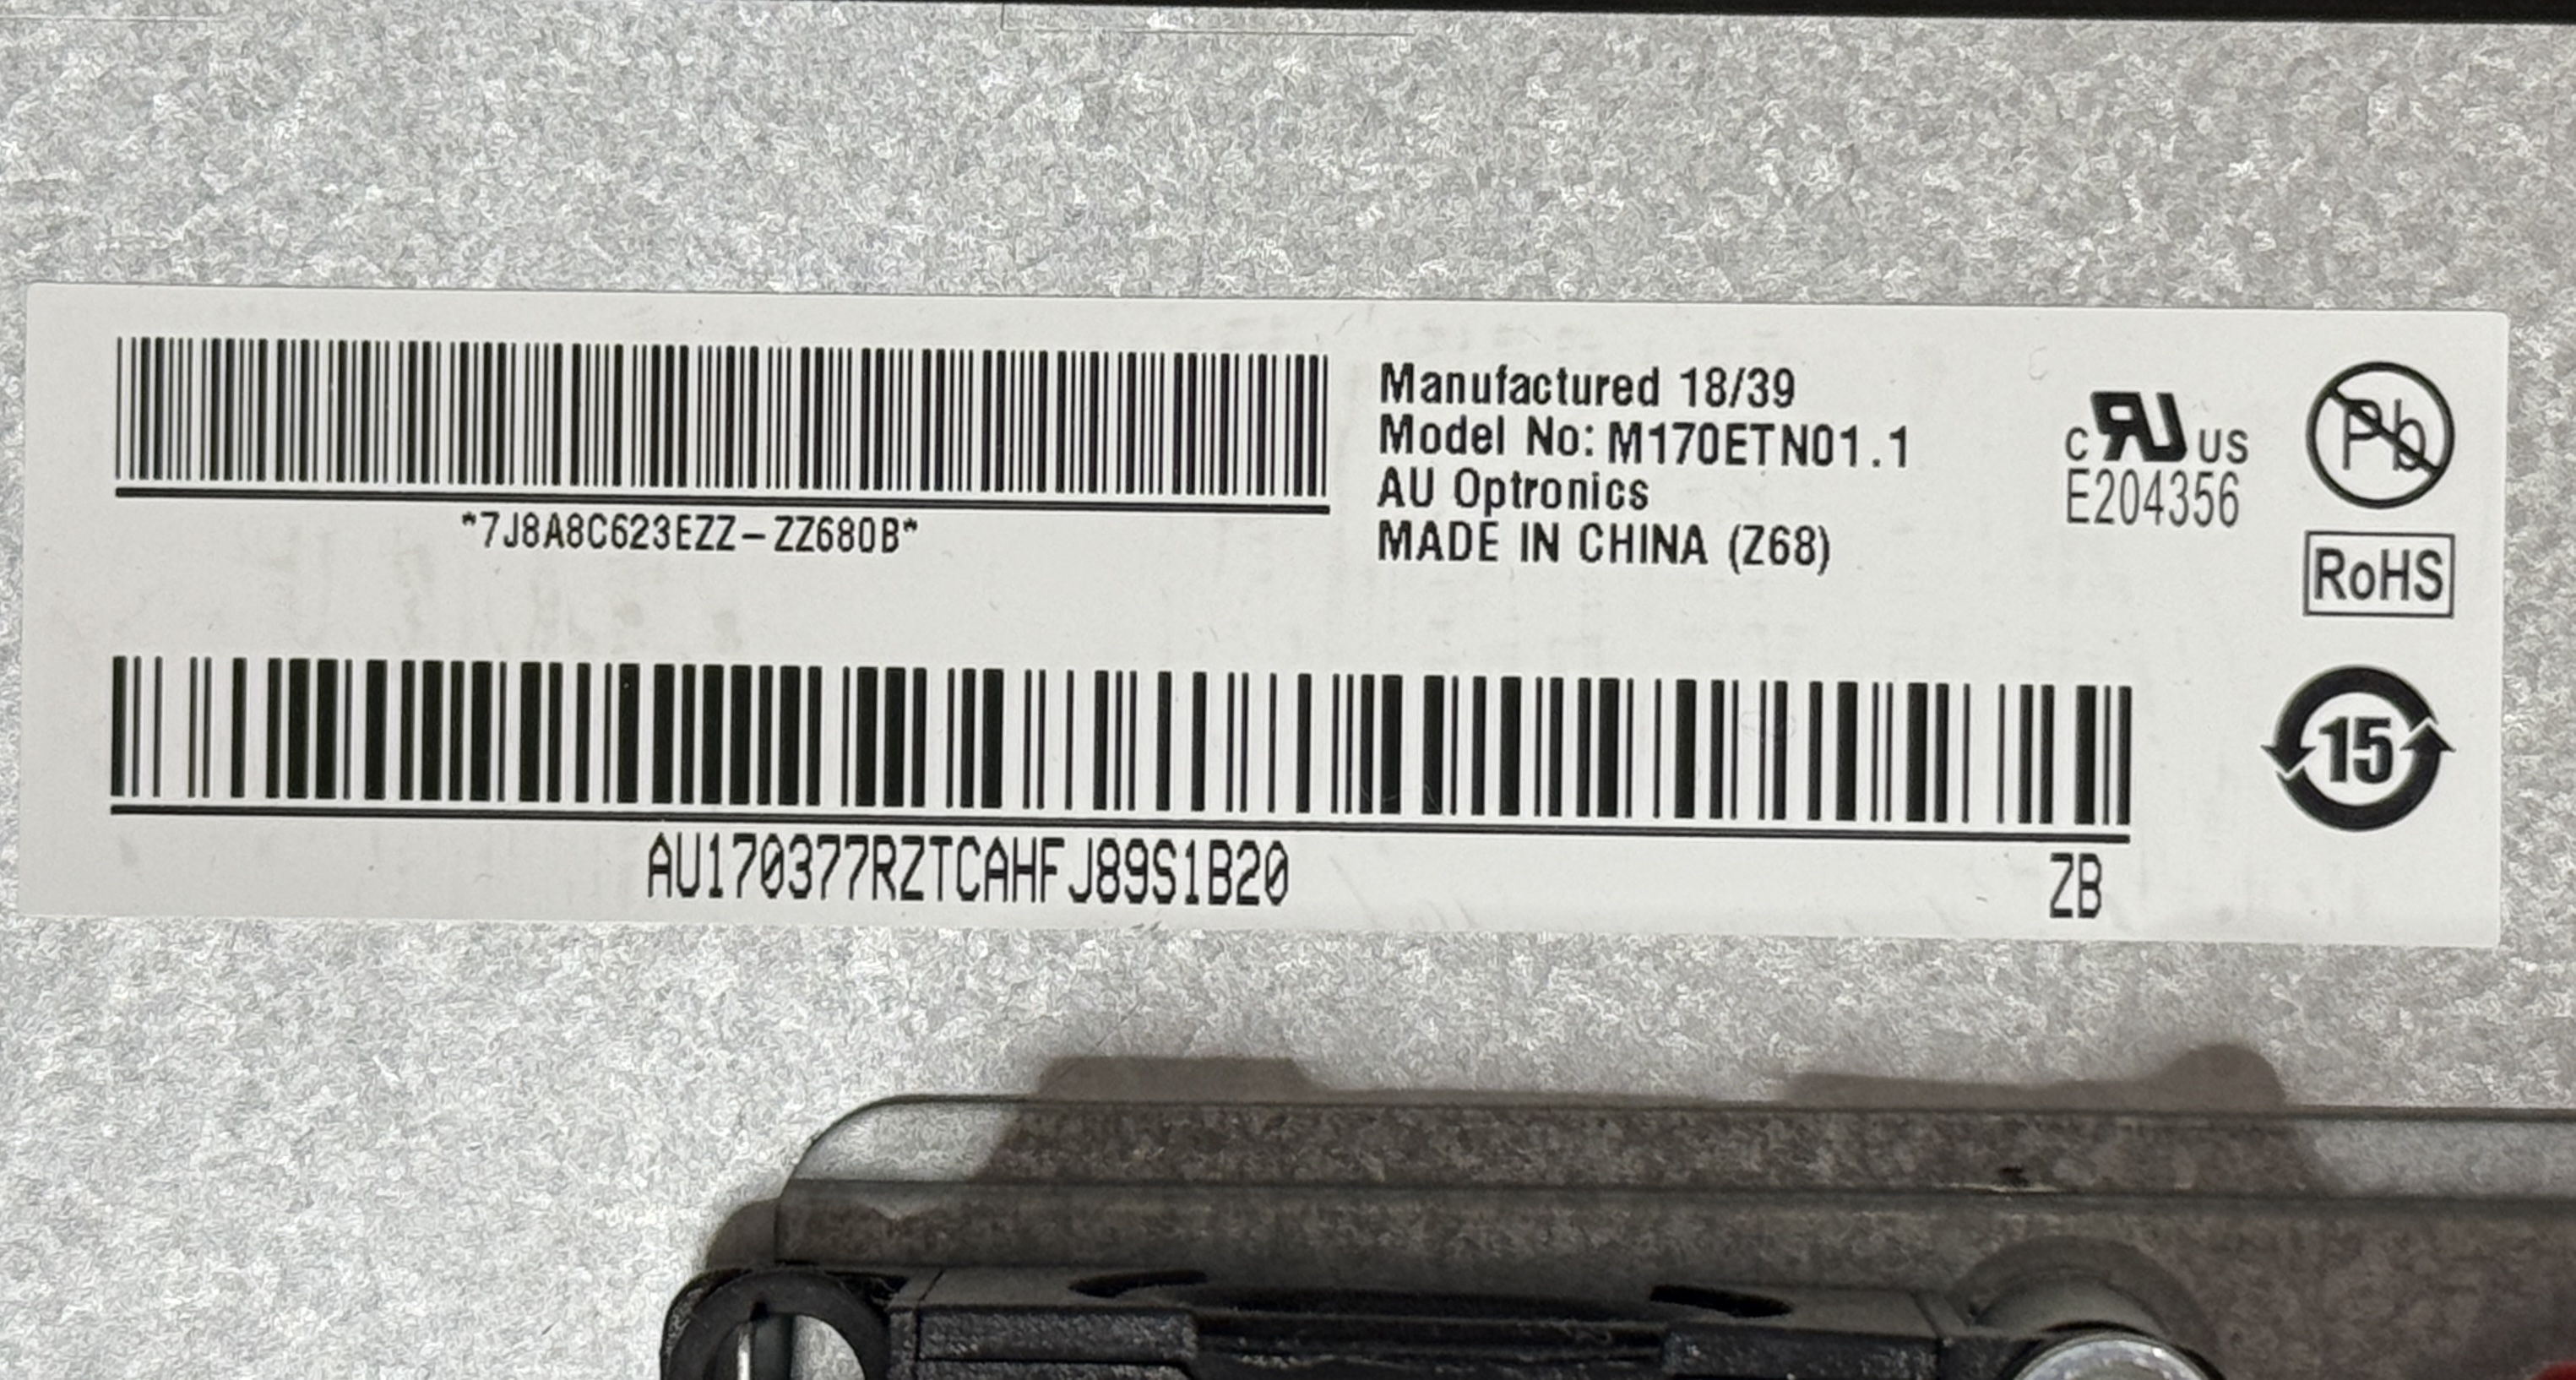 Manufactured 18/39
Model No: M170ETN01.1
AU Optronics
MADE IN CHINA (Z68)
*7J8A8C623EZZ-ZZ680B*
C RU US
E204356
Pb
RoHS
15
AU170377RZTCAHFJ89S1B20
ZB